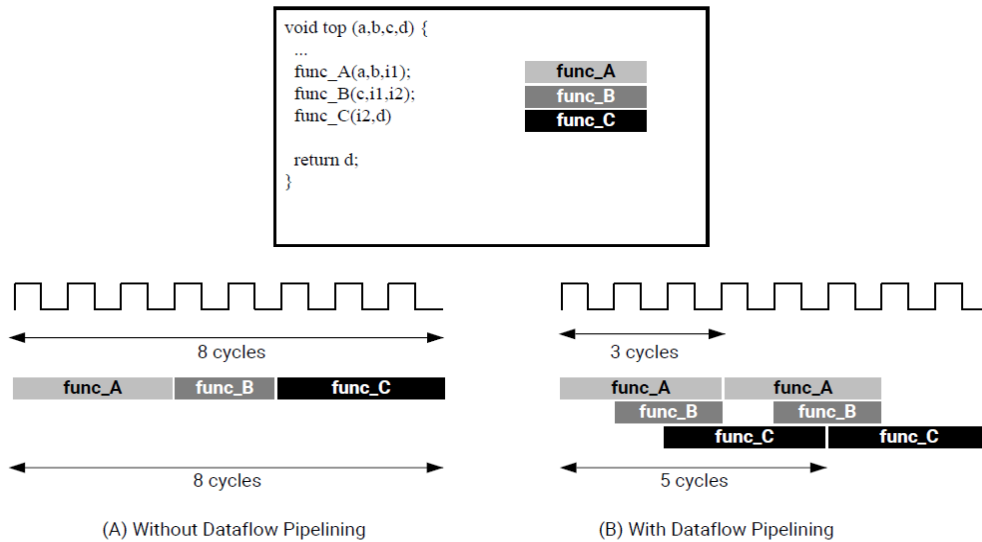 void top (a,b,c,d) {
...
func_A(a,b,i1);
func_B(c,i1,i2);
func_C(i2,d)
return d;
}
func_A
func_B
func_C
8 cycles
func_A func_B func_C
8 cycles
(A) Without Dataflow Pipelining
3 cycles
func_A func_A
func_B func_B
func_C func_C
5 cycles
(B) With Dataflow Pipelining